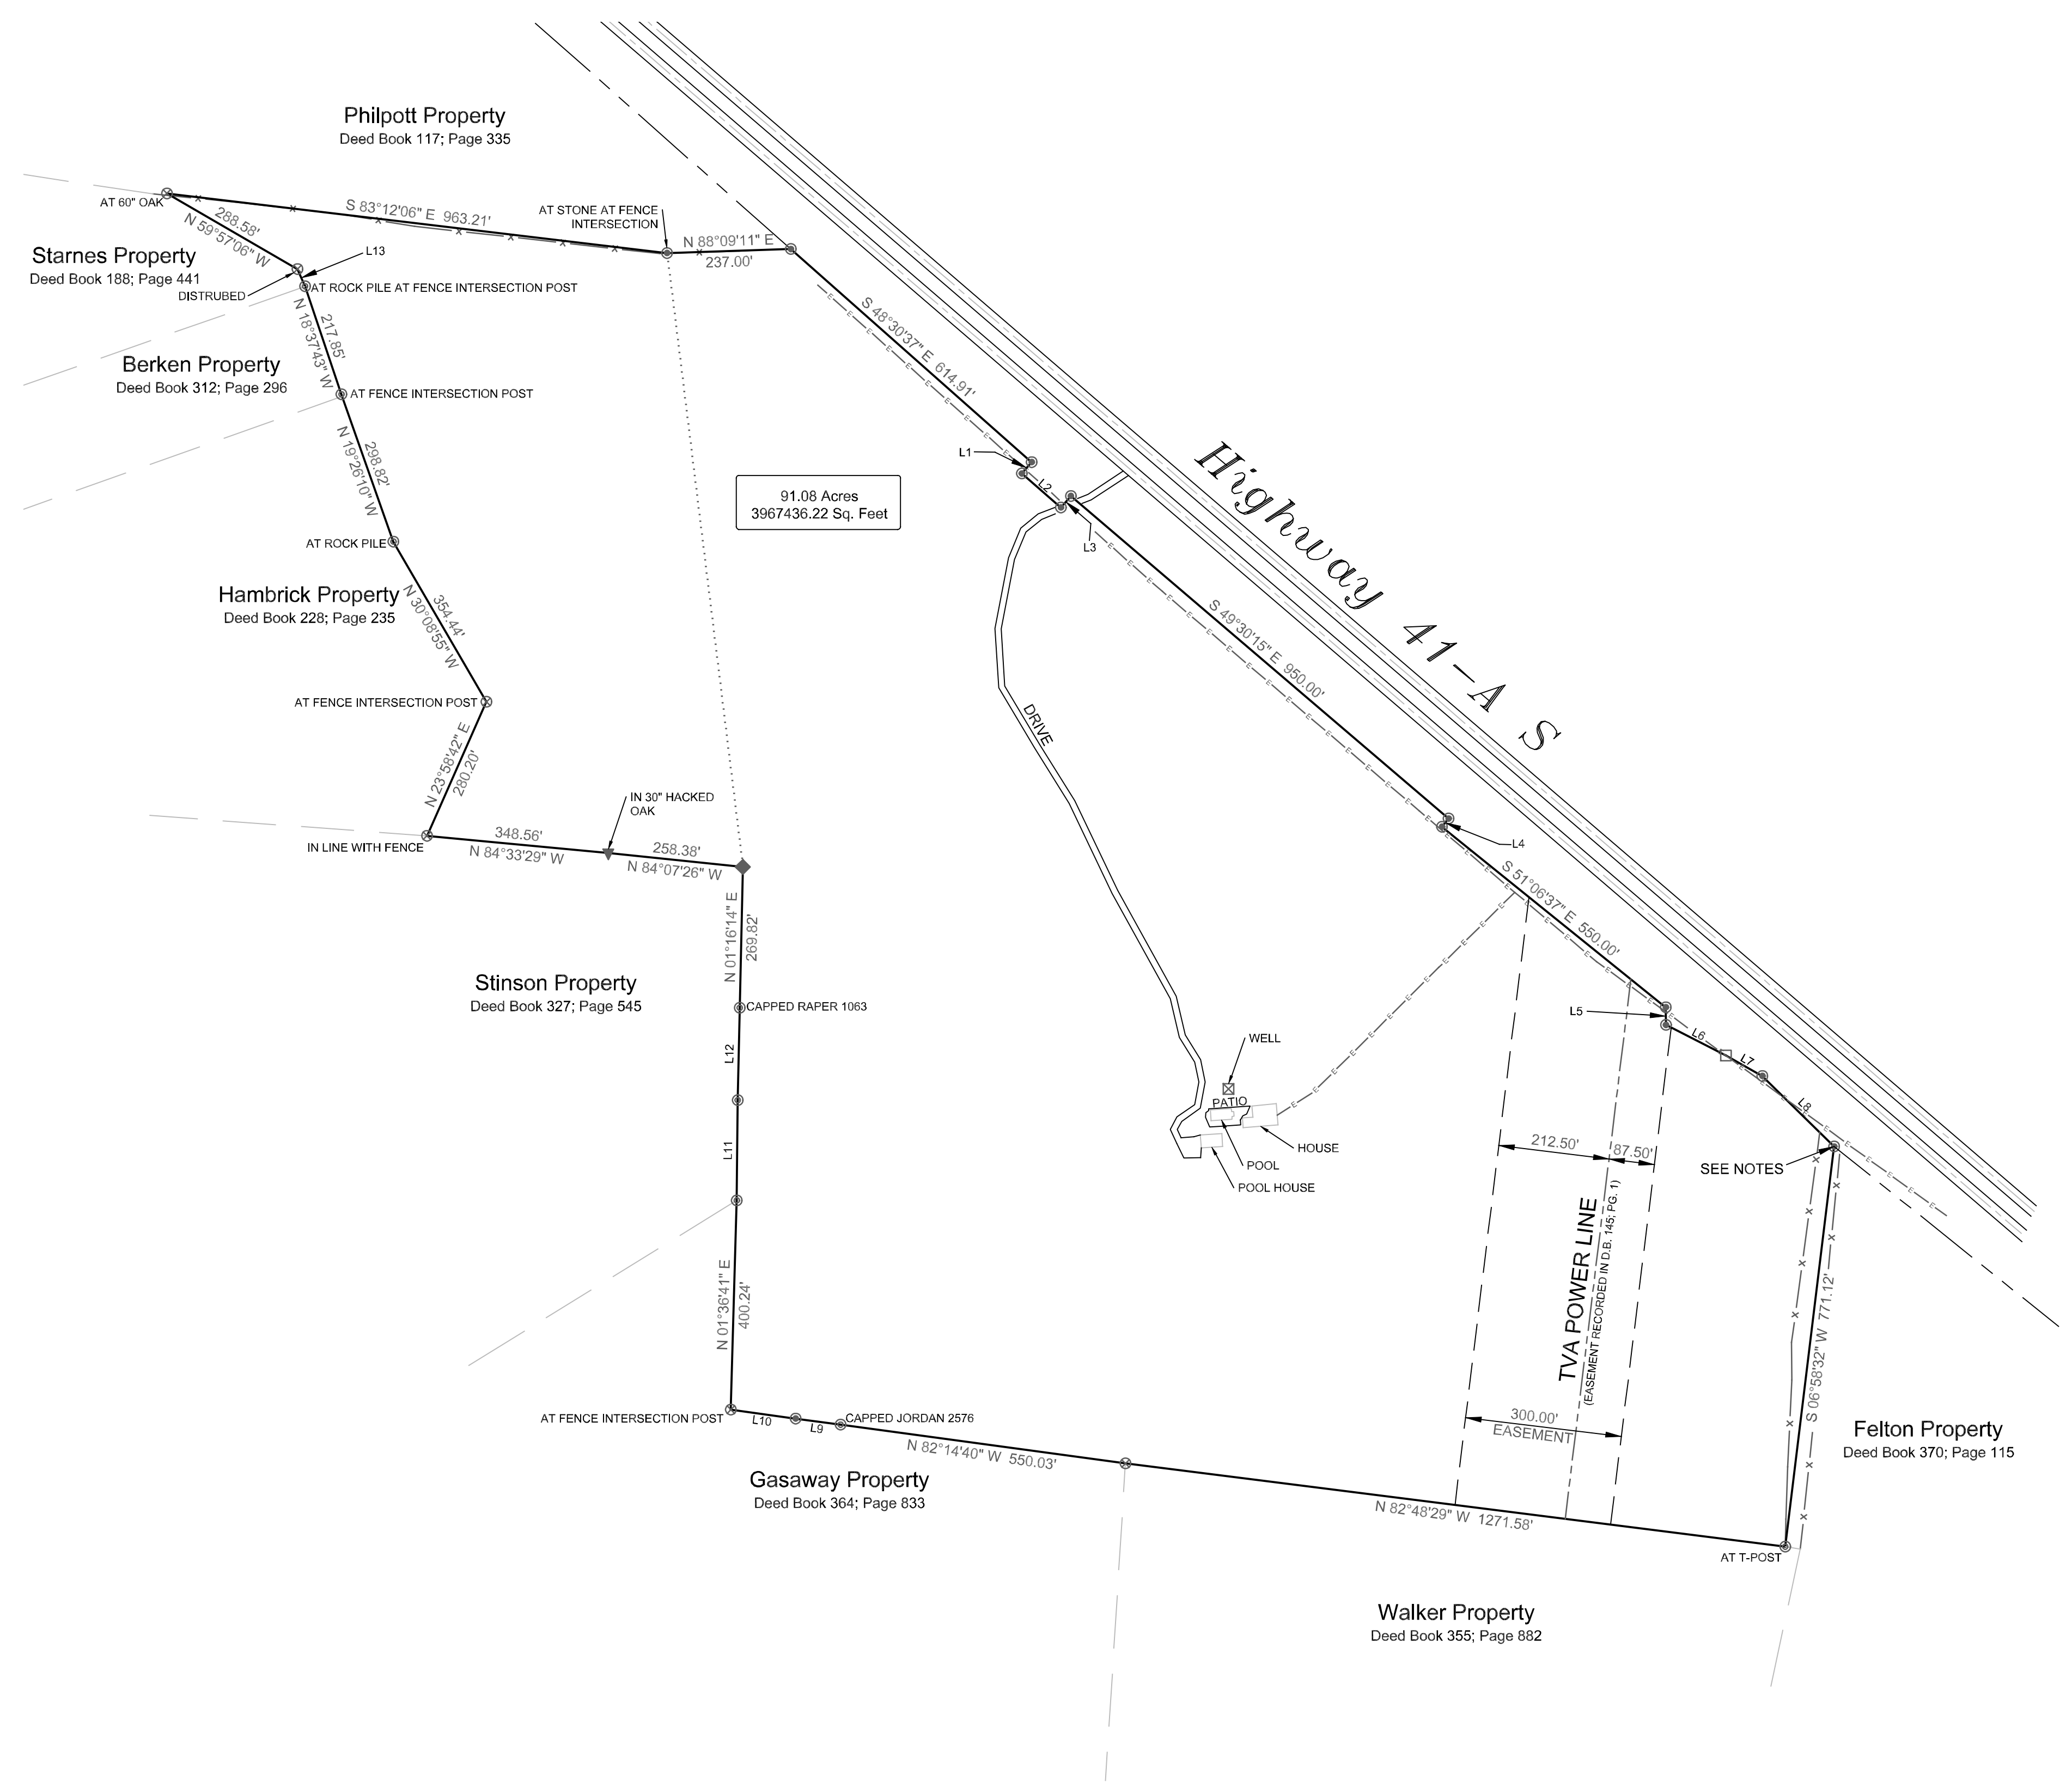 Philpott Property
Deed Book 117; Page 335
AT 60" OAK
S 83°12'06" E 963.21'
AT STONE AT FENCE
INTERSECTION
N 88°09'11" E
237.00'
288.58'
N 59°57'06" W
Starnes Property
Deed Book 188; Page 441
L13
DISTRUBED
AT ROCK PILE AT FENCE INTERSECTION POST
217.85'
N 18°37'43" W
Berken Property
Deed Book 312; Page 296
AT FENCE INTERSECTION POST
298.82'
N 19°26'10" W
S 48°30'37" E 614.91'
L1
L2
L3
91.08 Acres
3967436.22 Sq. Feet
Highway 41-A S
AT ROCK PILE
Hambrick Property
Deed Book 228; Page 235
354.44'
N 30°08'55" W
S 49°30'15" E 950.00'
AT FENCE INTERSECTION POST
DRIVE
N 23°58'42" E
280.20'
IN 30" HACKED
OAK
IN LINE WITH FENCE
348.56'
N 84°33'29" W
258.38'
N 84°07'26" W
L4
S 51°06'37" E 550.00'
N 01°16'14" E
269.82'
Stinson Property
Deed Book 327; Page 545
CAPPED RAPER 1063
L5
L6
L7
L8
L12
WELL
PATIO
HOUSE
POOL
POOL HOUSE
L11
212.50'
87.50'
SEE NOTES
TVA POWER LINE
(EASEMENT RECORDED IN D.B. 145; PG. 1)
N 01°36'41" E
400.24'
S 06°58'32" W 771.12'
AT FENCE INTERSECTION POST
L10
L9
CAPPED JORDAN 2576
300.00'
EASEMENT
Felton Property
Deed Book 370; Page 115
N 82°14'40" W 550.03'
Gasaway Property
Deed Book 364; Page 833
N 82°48'29" W 1271.58'
AT T-POST
Walker Property
Deed Book 355; Page 882